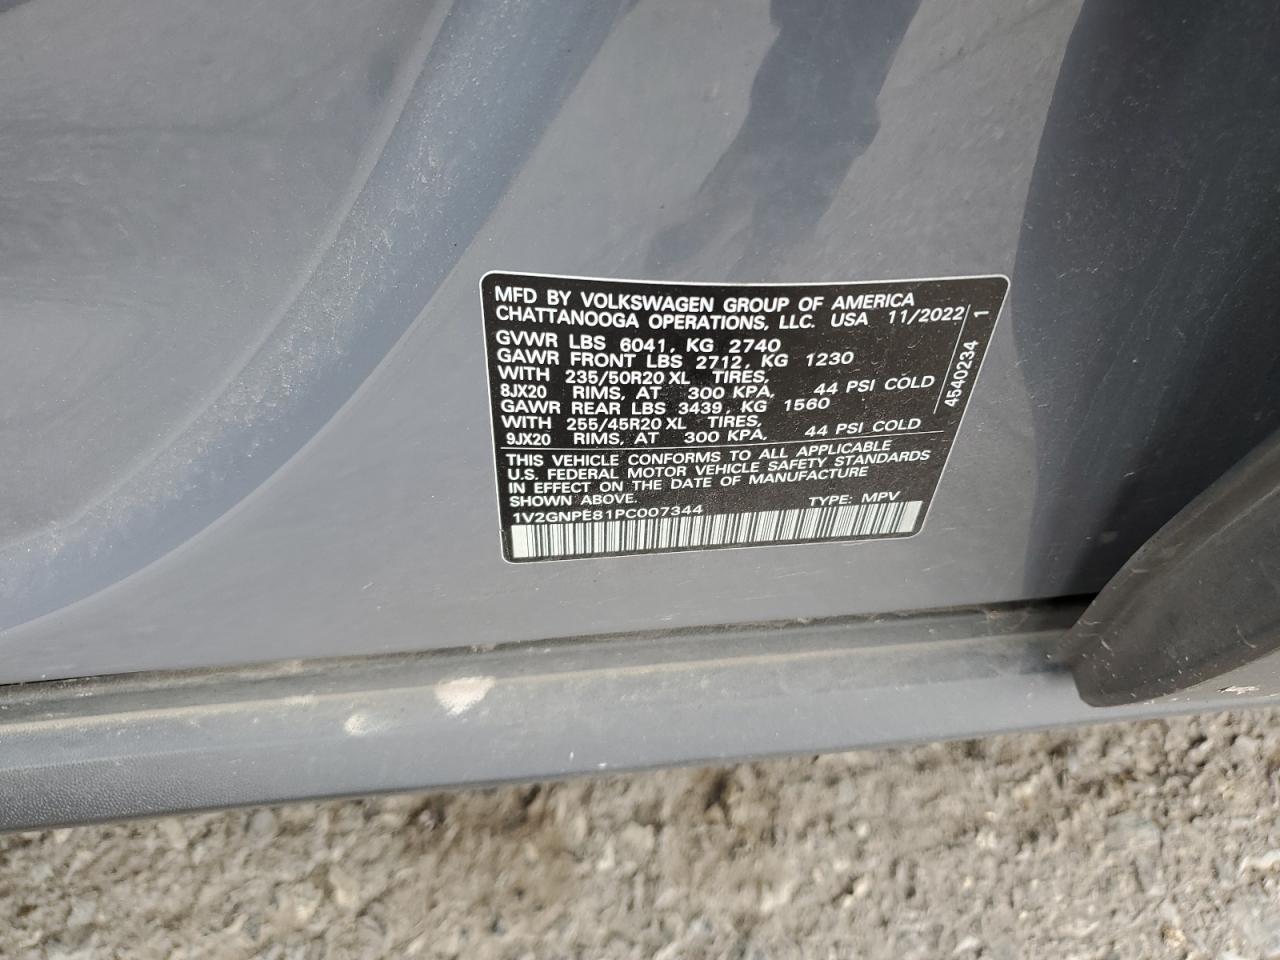 MFD BY VOLKSWAGEN GROUP OF AMERICA
CHATTANOOGA OPERATIONS, LLC. USA 11/2022
GVWR LBS 6041, KG 2740
GAWR FRONT LBS 2712, KG 1230
WITH 235/50R20 XL TIRES,
8JX20 RIMS, AT 300 KPA, 44 PSI COLD
GAWR REAR LBS 3439, KG 1560
WITH 255/45R20 XL TIRES,
9JX20 RIMS, AT 300 KPA, 44 PSI COLD
4540234 1
THIS VEHICLE CONFORMS TO ALL APPLICABLE
U.S. FEDERAL MOTOR VEHICLE SAFETY STANDARDS
IN EFFECT ON THE DATE OF MANUFACTURE
SHOWN ABOVE. TYPE: MPV
1V2GNPE81PC007344